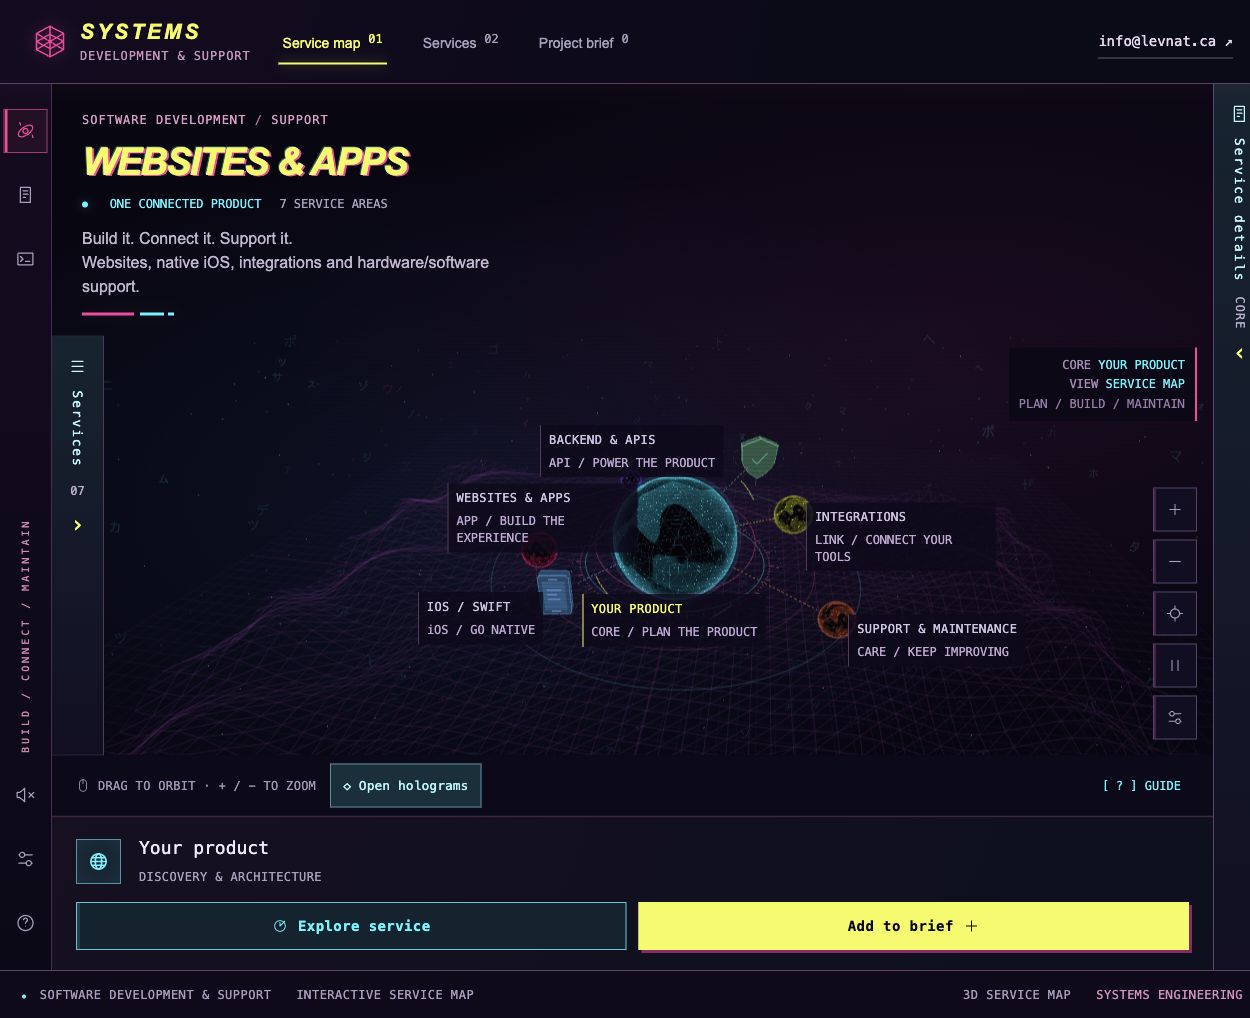 SYSTEMS
DEVELOPMENT & SUPPORT
Service map 01
Services 02
Project brief 0
info@levnat.ca ↗
SOFTWARE DEVELOPMENT / SUPPORT
WEBSITES & APPS
ONE CONNECTED PRODUCT 7 SERVICE AREAS
Build it. Connect it. Support it.
Websites, native iOS, integrations and hardware/software
support.
Service details CORE
Services 07
BUILD / CONNECT / MAINTAIN
CORE YOUR PRODUCT
VIEW SERVICE MAP
PLAN / BUILD / MAINTAIN
BACKEND & APIS
API / POWER THE PRODUCT
WEBSITES & APPS
APP / BUILD THE
EXPERIENCE
INTEGRATIONS
LINK / CONNECT YOUR
TOOLS
IOS / SWIFT
iOS / GO NATIVE
YOUR PRODUCT
CORE / PLAN THE PRODUCT
SUPPORT & MAINTENANCE
CARE / KEEP IMPROVING
DRAG TO ORBIT · + / − TO ZOOM
◇ Open holograms
[ ? ] GUIDE
Your product
DISCOVERY & ARCHITECTURE
Explore service
Add to brief +
SOFTWARE DEVELOPMENT & SUPPORT
INTERACTIVE SERVICE MAP
3D SERVICE MAP
SYSTEMS ENGINEERING